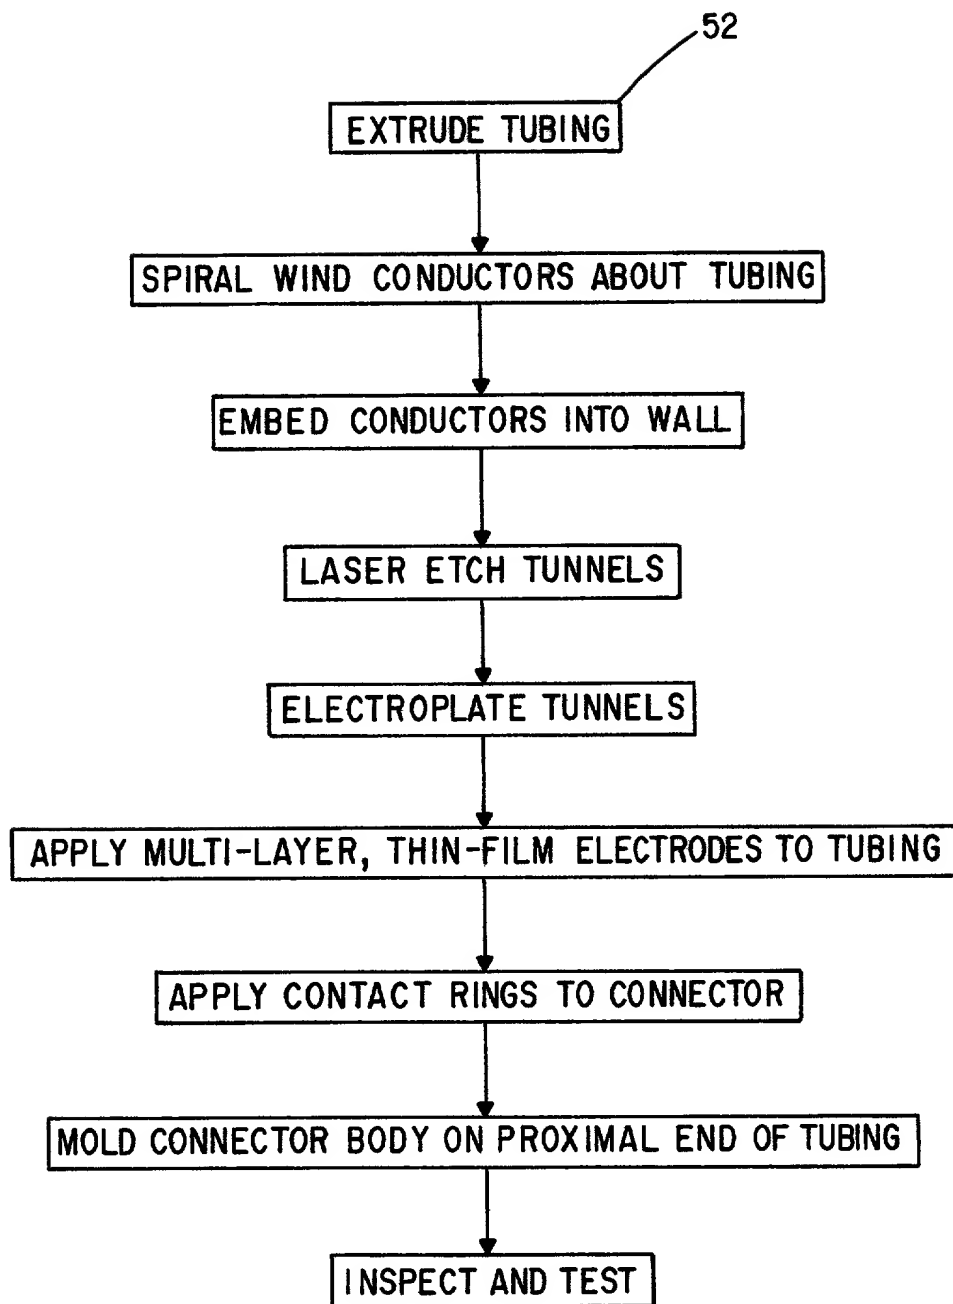 52
EXTRUDE TUBING
SPIRAL WIND CONDUCTORS ABOUT TUBING
EMBED CONDUCTORS INTO WALL
LASER ETCH TUNNELS
ELECTROPLATE TUNNELS
APPLY MULTI-LAYER, THIN-FILM ELECTRODES TO TUBING
APPLY CONTACT RINGS TO CONNECTOR
MOLD CONNECTOR BODY ON PROXIMAL END OF TUBING
INSPECT AND TEST